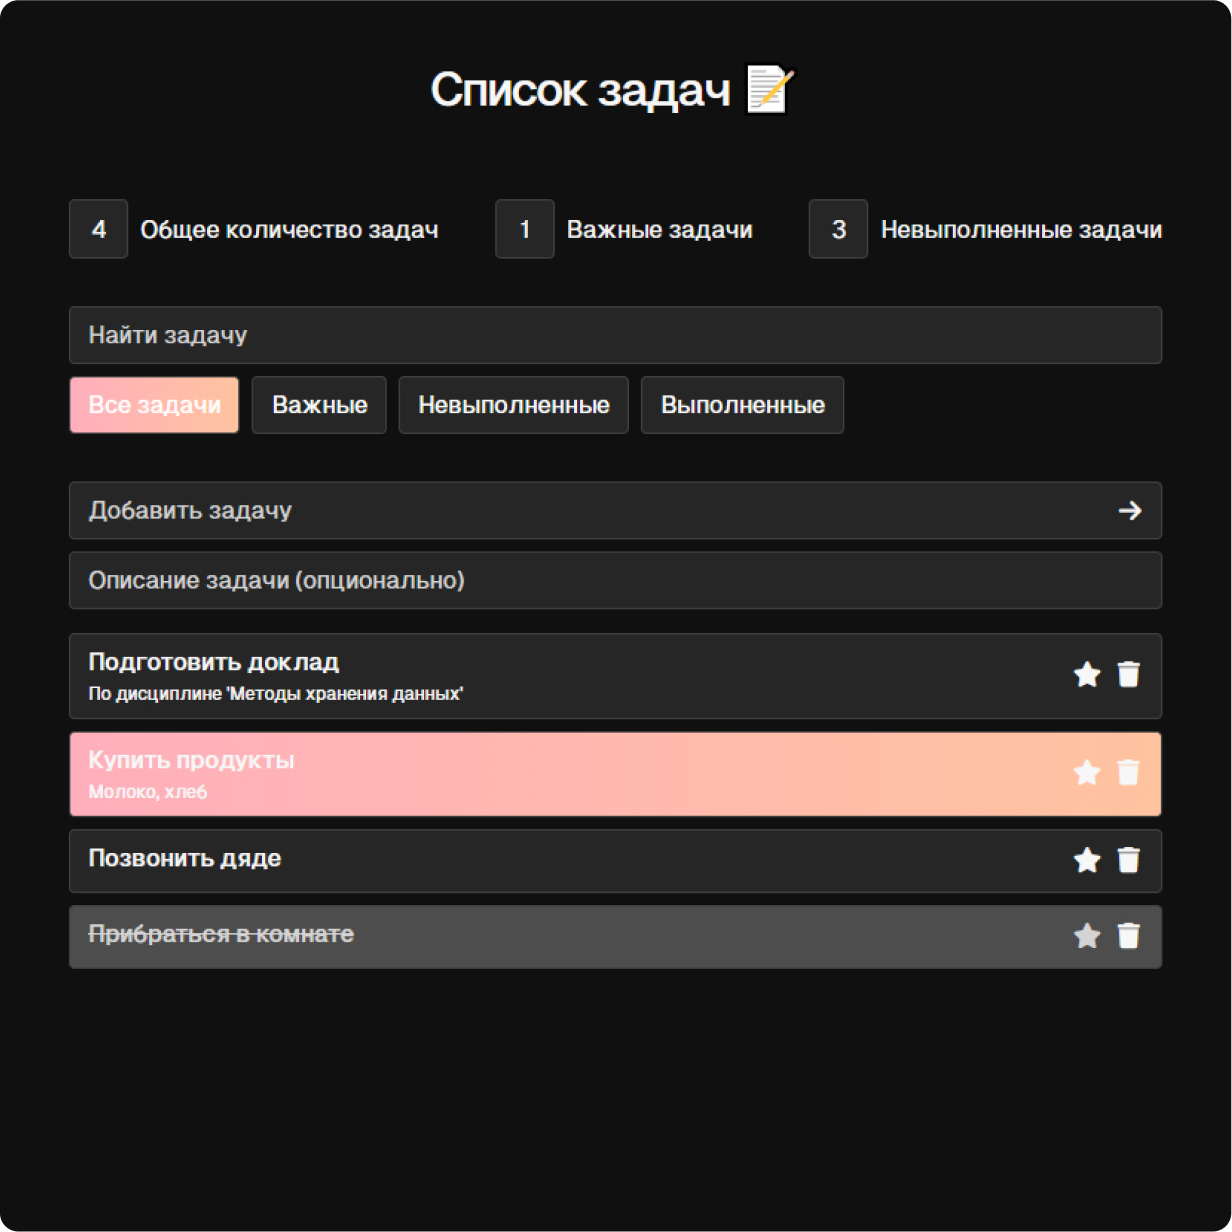 Список задач
4 Общее количество задач 1 Важные задачи 3 Невыполненные задачи
Найти задачу
Все задачи Важные Невыполненные Выполненные
Добавить задачу
Описание задачи (опционально)
Подготовить доклад
По дисциплине 'Методы хранения данных'
Купить продукты
Молоко, хлеб
Позвонить дяде
Прибраться в комнате